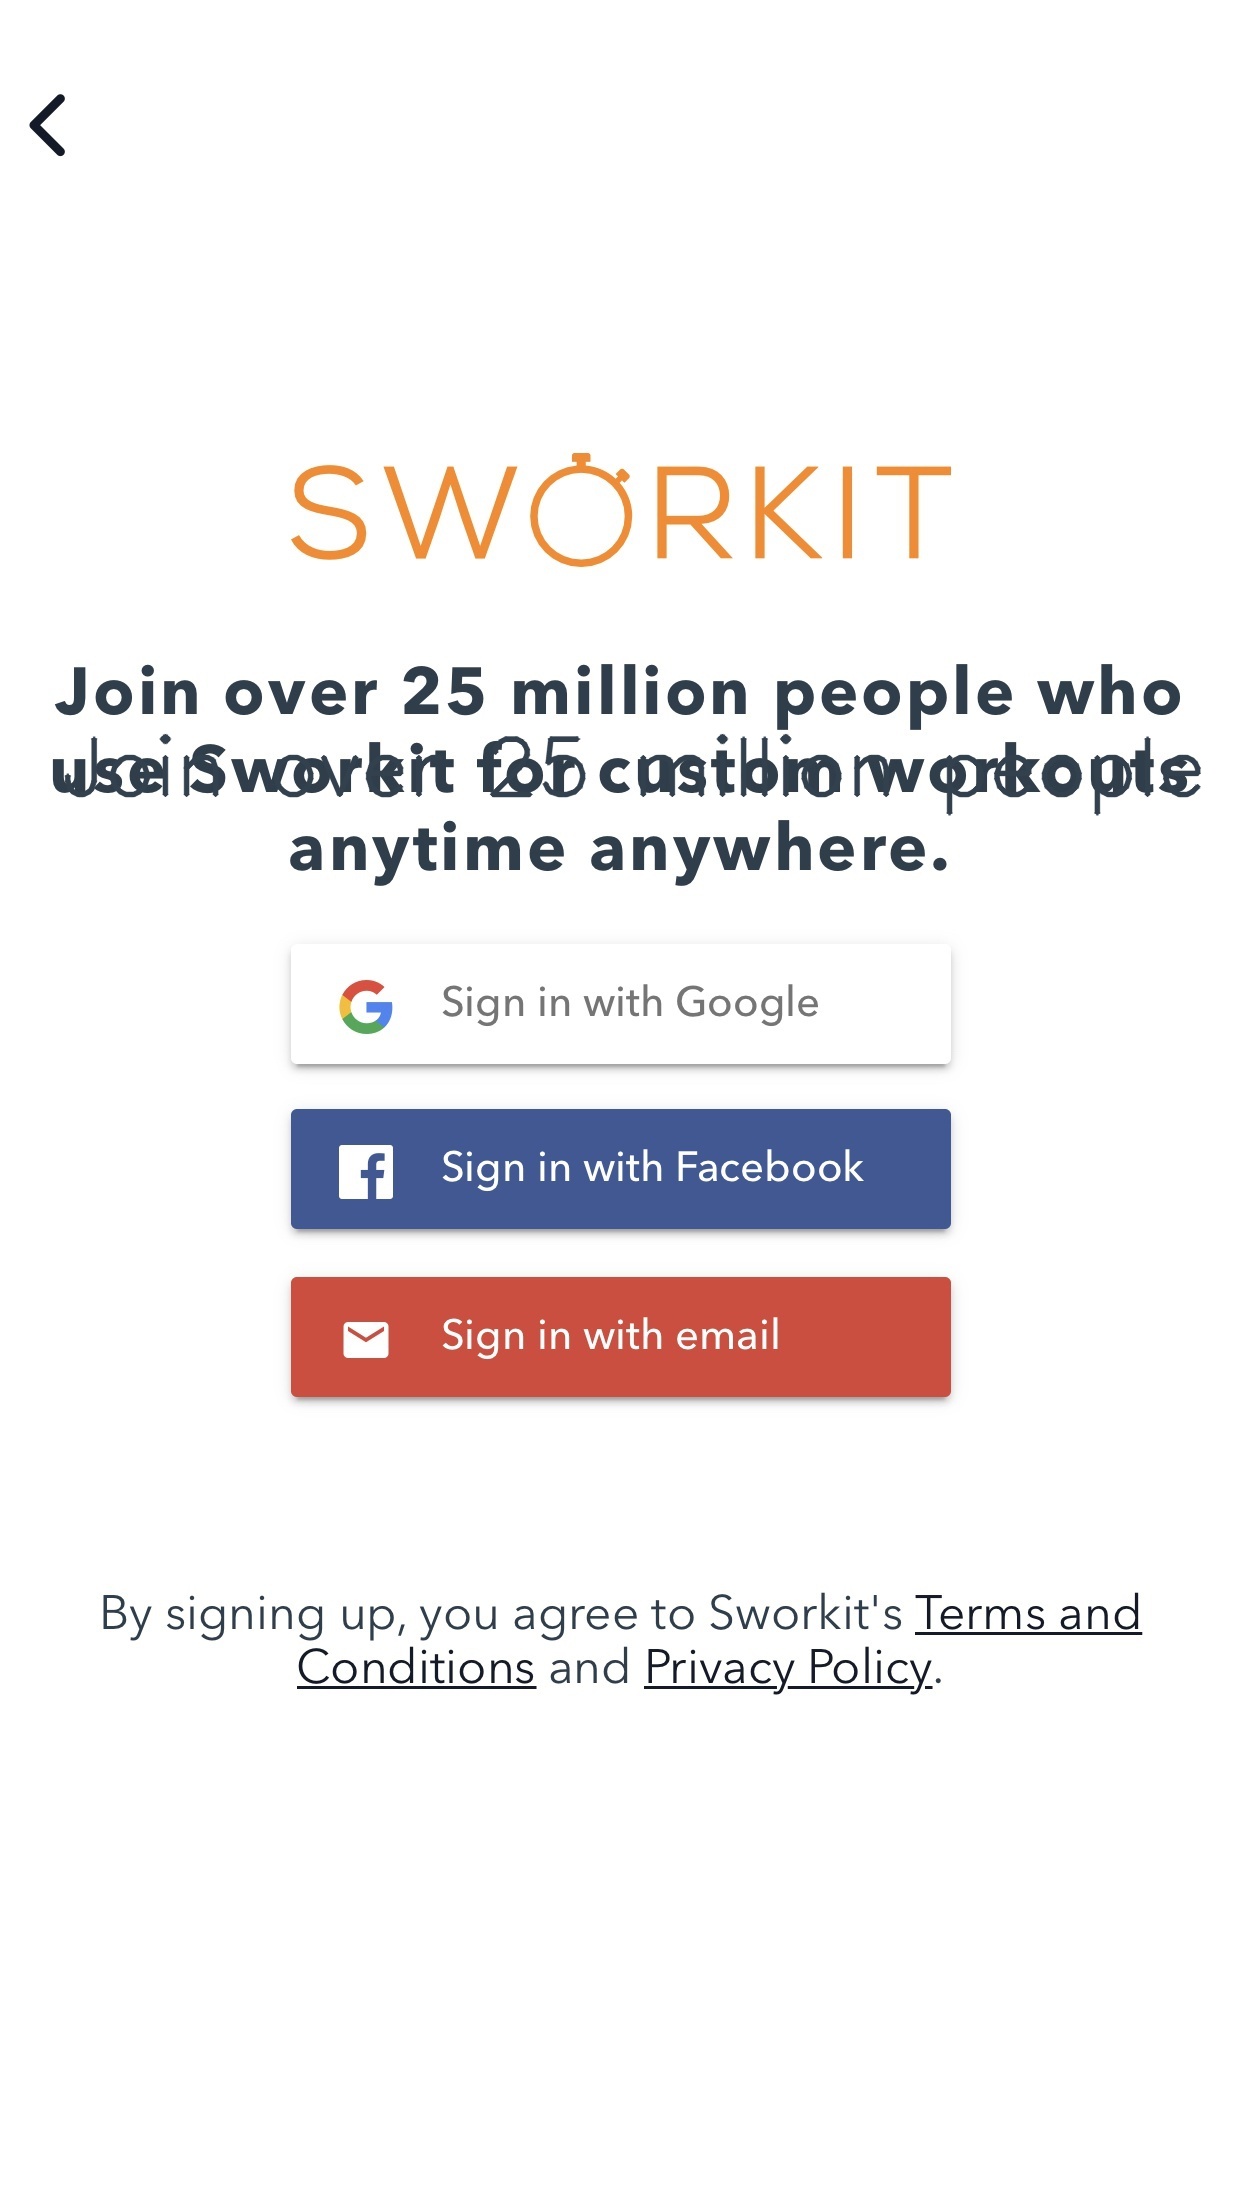 SWORKIT
Join over 25 million people who
use Sworkit for custom workouts
Join over 25 million people
anytime anywhere.
Sign in with Google
Sign in with Facebook
Sign in with email
By signing up, you agree to Sworkit's Terms and
Conditions and Privacy Policy.